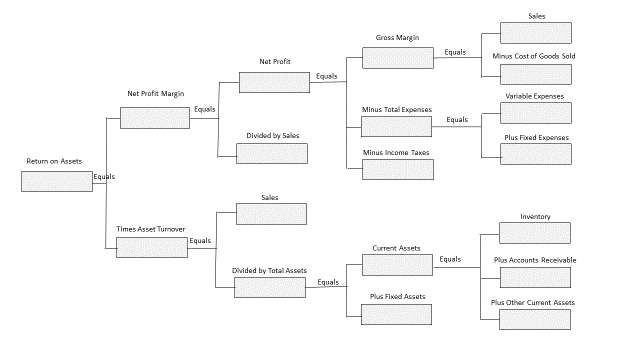 Sales
Gross Margin
Equals
Minus Cost of Goods Sold
Net Profit
Equals
Net Profit Margin
Equals
Variable Expenses
Minus Total Expenses
Equals
Divided by Sales
Plus Fixed Expenses
Minus Income Taxes
Return on Assets
Equals
Sales
Times Asset Turnover
Equals
Inventory
Current Assets
Equals
Plus Accounts Receivable
Divided by Total Assets
Equals
Plus Fixed Assets
Plus Other Current Assets